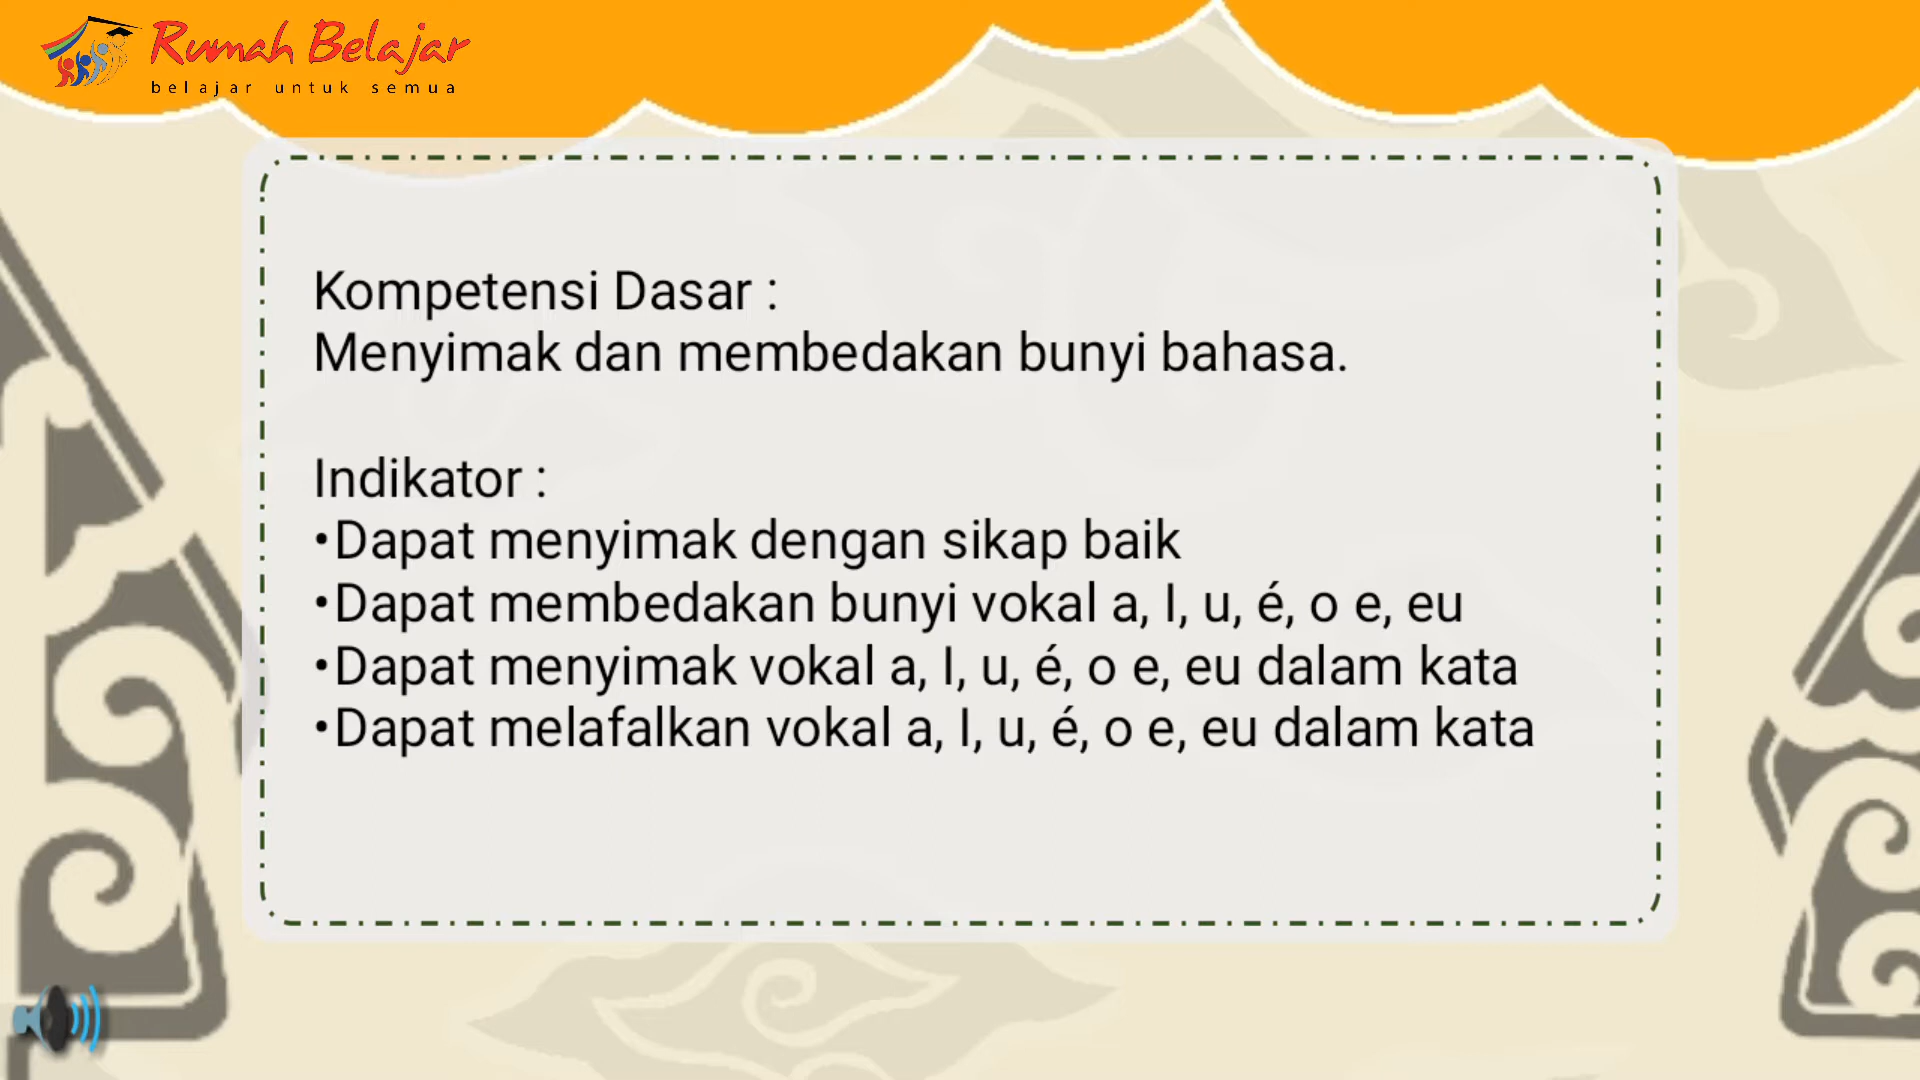 Rumah Belajar
belajar untuk semua
Kompetensi Dasar :
Menyimak dan membedakan bunyi bahasa.
Indikator :
•Dapat menyimak dengan sikap baik
•Dapat membedakan bunyi vokal a, I, u, é, o e, eu
•Dapat menyimak vokal a, I, u, é, o e, eu dalam kata
•Dapat melafalkan vokal a, I, u, é, o e, eu dalam kata